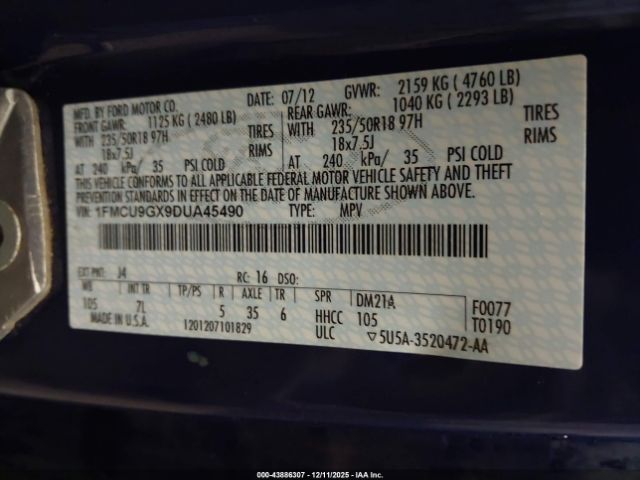 MFD. BY FORD MOTOR CO. DATE: 07/12 GVWR: 2159 KG ( 4760 LB)
FRONT GAWR: 1125 KG ( 2480 LB) REAR GAWR: 1040 KG ( 2293 LB)
WITH 235/50R18 97H TIRES WITH 235/50R18 97H TIRES
18x7.5J RIMS 18x7.5J RIMS
AT 240 kPa/ 35 PSI COLD AT 240 kPa/ 35 PSI COLD
THIS VEHICLE CONFORMS TO ALL APPLICABLE FEDERAL MOTOR VEHICLE SAFETY AND THEFT
PREVENTION STANDARDS IN EFFECT ON THE DATE OF MANUFACTURE SHOWN ABOVE.
VIN: 1FMCU9GX9DUA45490 TYPE: MPV
EXT PNT: J4 RC: 16 DSO:
WB INT TR TP/PS R AXLE TR SPR DM21A F0077
105 7L 5 35 6 HHCC 105 T0190
MADE IN U.S.A. 1201207101829 ULC 5U5A-3520472-AA
000-43886307 - 12/11/2025 - IAA Inc.